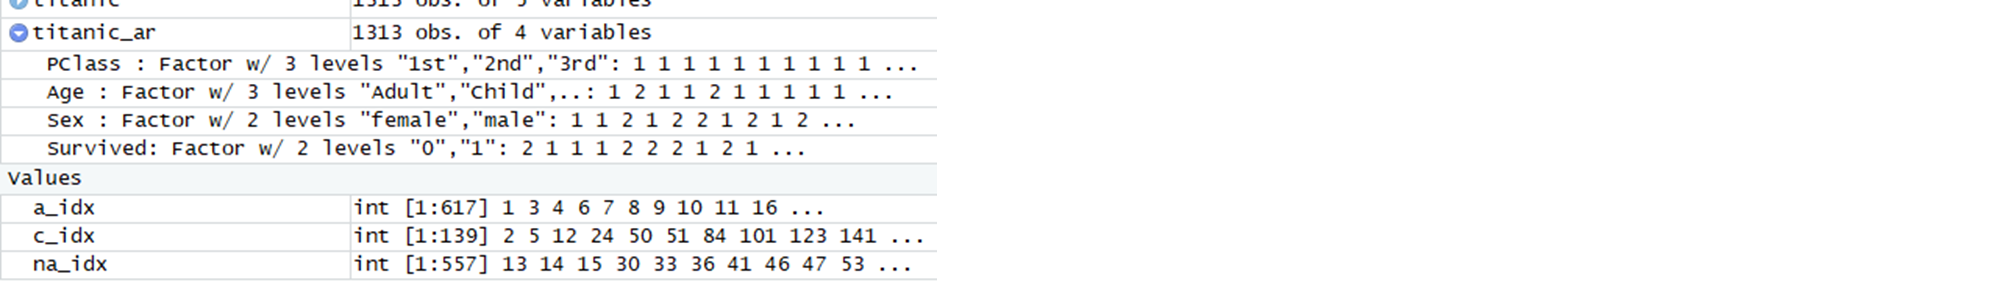 titanic 1313 obs. of 5 variables
titanic_ar 1313 obs. of 4 variables
PClass : Factor w/ 3 levels "1st","2nd","3rd": 1 1 1 1 1 1 1 1 1 1 ...
Age : Factor w/ 3 levels "Adult","Child",..: 1 2 1 1 2 1 1 1 1 1 ...
Sex : Factor w/ 2 levels "female","male": 1 1 2 1 2 2 1 2 1 2 ...
Survived: Factor w/ 2 levels "0","1": 2 1 1 1 2 2 2 1 2 1 ...
Values
a_idx int [1:617] 1 3 4 6 7 8 9 10 11 16 ...
c_idx int [1:139] 2 5 12 24 50 51 84 101 123 141 ...
na_idx int [1:557] 13 14 15 30 33 36 41 46 47 53 ...